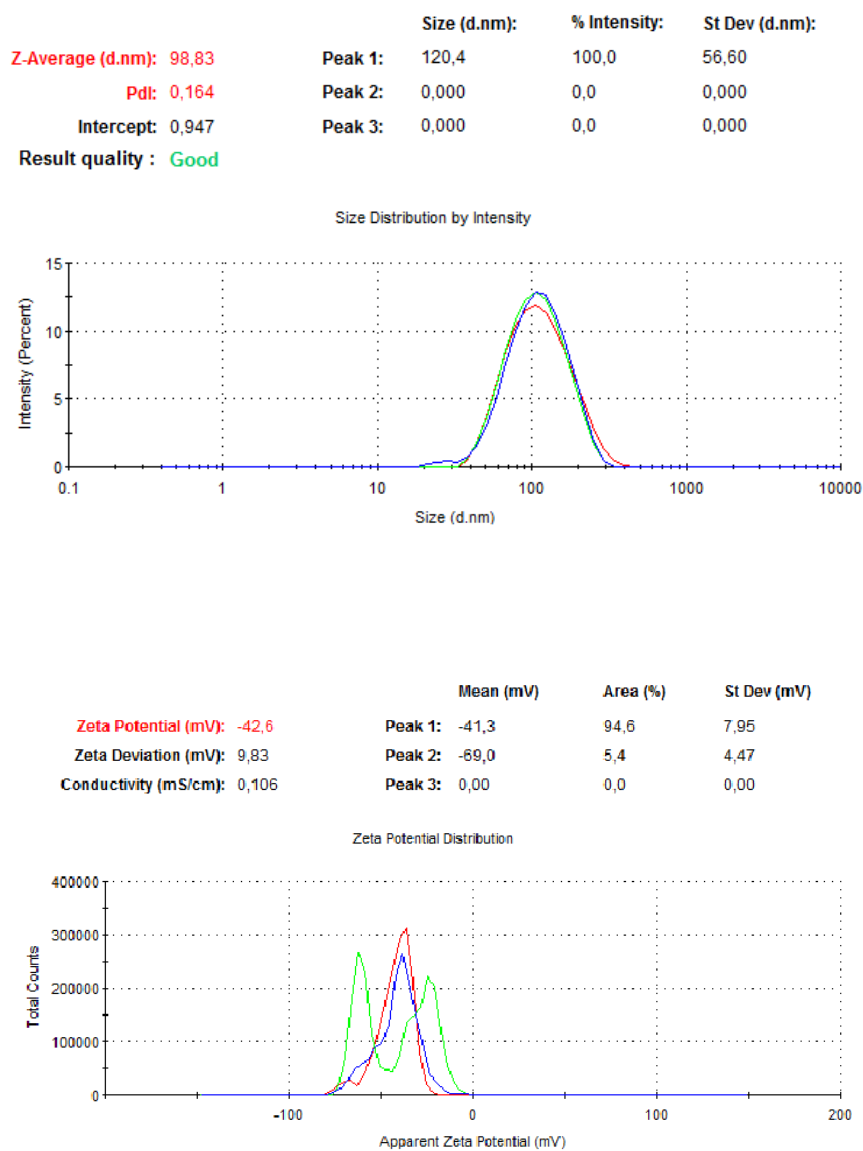 Size (d.nm): % Intensity: St Dev (d.nm):
Z-Average (d.nm): 98,83 Peak 1: 120,4 100,0 56,60
PdI: 0,164 Peak 2: 0,000 0,0 0,000
Intercept: 0,947 Peak 3: 0,000 0,0 0,000
Result quality : Good
Size Distribution by Intensity
15
10
5
0
Intensity (Percent)
0.1 1 10 100 1000 10000
Size (d.nm)
Mean (mV) Area (%) St Dev (mV)
Zeta Potential (mV): -42,6 Peak 1: -41,3 94,6 7,95
Zeta Deviation (mV): 9,83 Peak 2: -69,0 5,4 4,47
Conductivity (mS/cm): 0,106 Peak 3: 0,00 0,0 0,00
Zeta Potential Distribution
400000
300000
200000
100000
0
Total Counts
-100 0 100 200
Apparent Zeta Potential (mV)